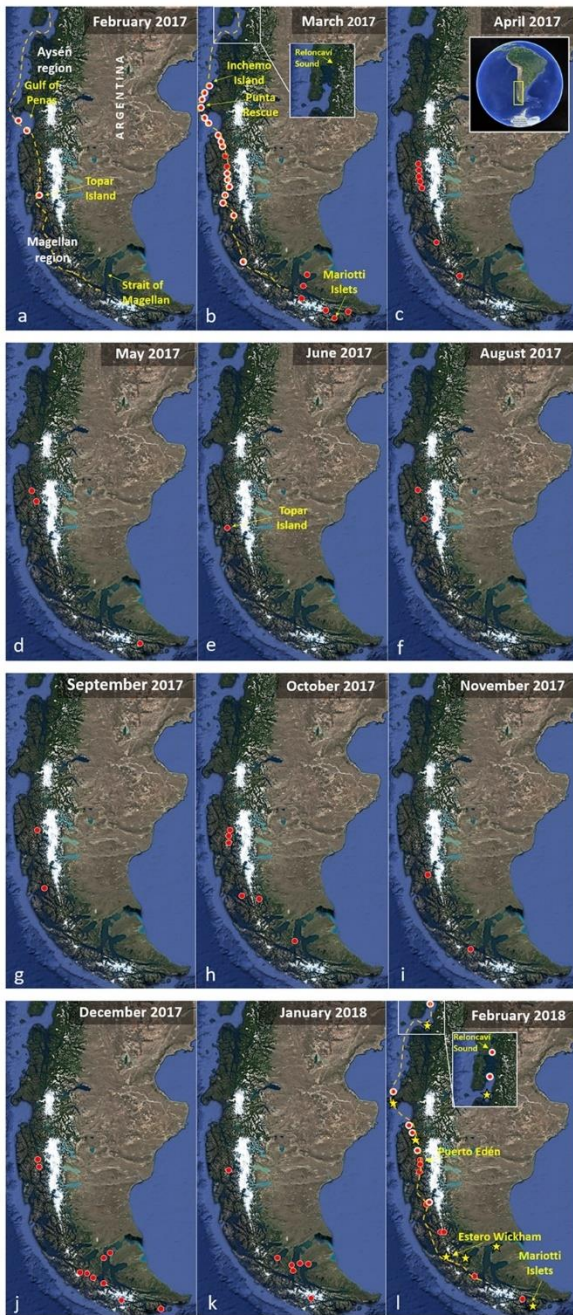 February 2017
Aysén
region
Gulf of
Penas
ARGENTINA
Topar
Island
Magellan
region
Strait of
Magellan
a
March 2017
Reloncaví
Sound
Inchemo
Island
Punta
Rescue
Mariotti
Islets
b
April 2017
c
May 2017
d
June 2017
Topar
Island
e
August 2017
f
September 2017
g
October 2017
h
November 2017
i
December 2017
j
January 2018
k
February 2018
Reloncaví
Sound
Puerto Edén
Estero Wickham
Mariotti
Islets
l